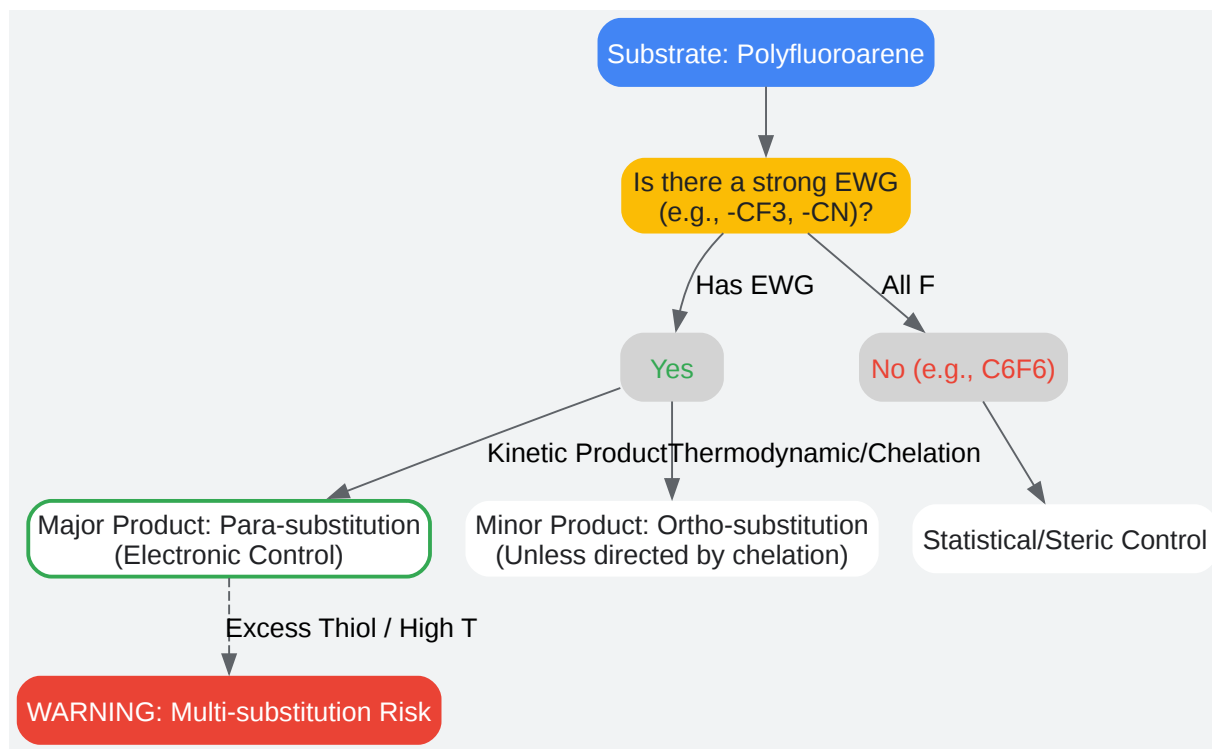 Substrate: Polyfluoroarene
Is there a strong EWG
(e.g., -CF3, -CN)?
Has EWG
All F
Yes
No (e.g., C6F6)
Kinetic Product
Thermodynamic/Chelation
Major Product: Para-substitution
(Electronic Control)
Minor Product: Ortho-substitution
(Unless directed by chelation)
Statistical/Steric Control
Excess Thiol / High T
WARNING: Multi-substitution Risk